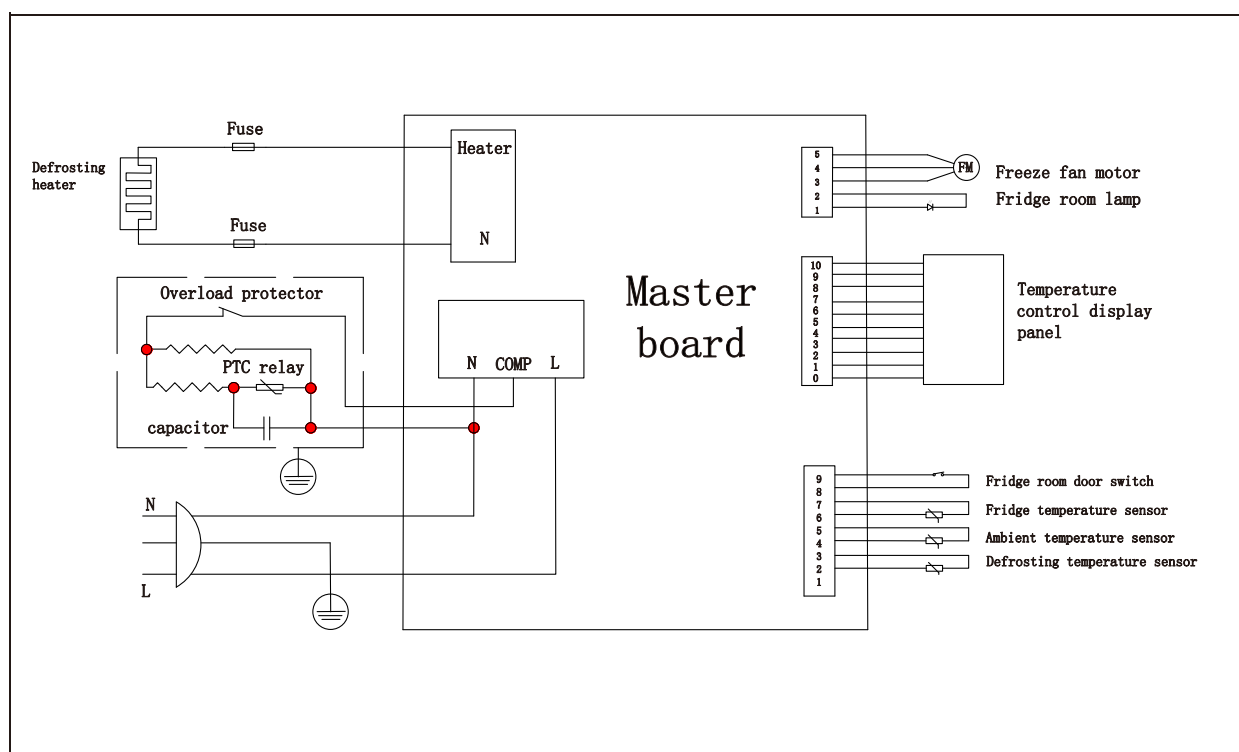 Fuse
Defrosting
heater
Heater
Fuse
N
Overload protector
PTC relay
capacitor
N COMP L
N
L
Master
board
5
4
3
2
1
FM
Freeze fan motor
Fridge room lamp
10
9
8
7
6
5
4
3
2
1
0
Temperature
control display
panel
9
8
7
6
5
4
3
2
1
Fridge room door switch
Fridge temperature sensor
Ambient temperature sensor
Defrosting temperature sensor